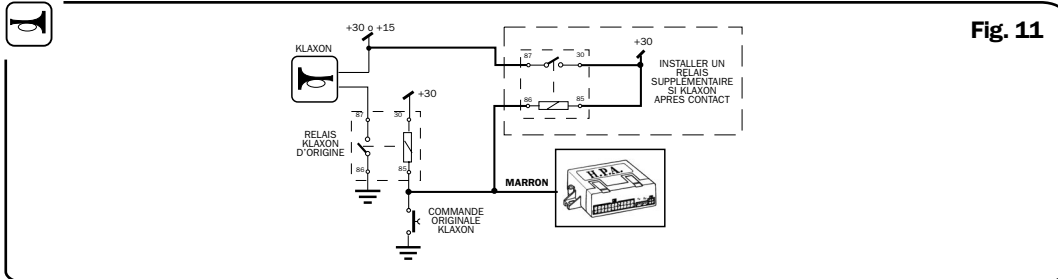 Fig. 11
+30 o +15
KLAXON
+30
87
30
INSTALLER UN
RELAIS
SUPPLÉMENTAIRE
SI KLAXON
APRES CONTACT
86
85
+30
87
30
RELAIS
KLAXON
D'ORIGINE
86
85
MARRON
H.P.A.
COMMANDE
ORIGINALE
KLAXON